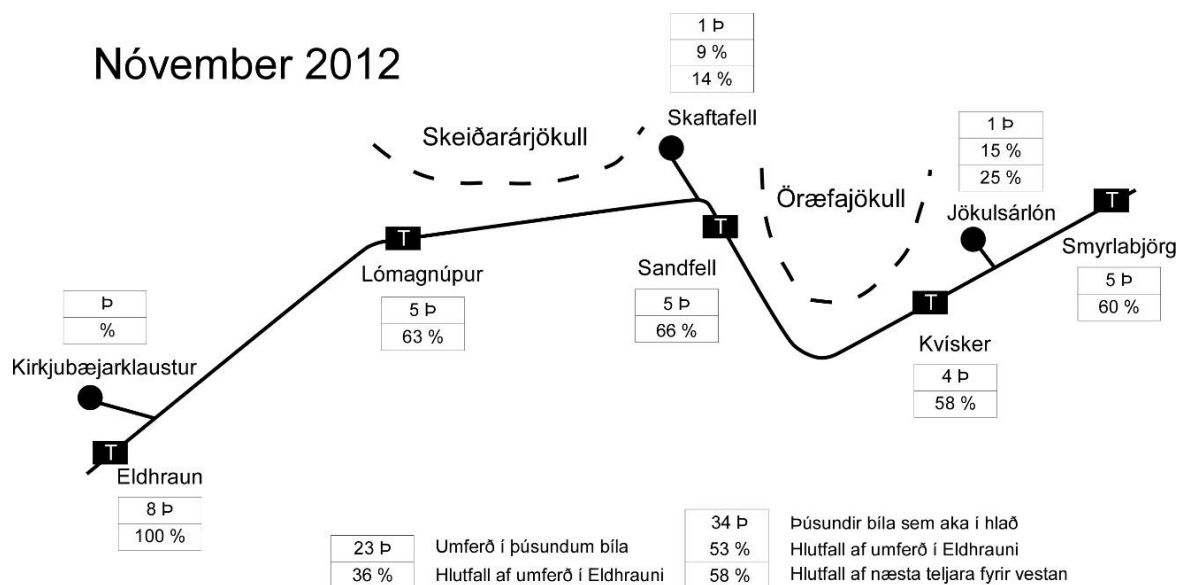 Nóvember 2012
1 Þ
9 %
14 %
Skaftafell
Skeiðarárjökull
1 Þ
15 %
25 %
Jökulsárlón
Öræfajökull
T
Smyrlabjörg
5 Þ
60 %
T
Lómagnúpur
5 Þ
63 %
T
Sandfell
5 Þ
66 %
T
Kvísker
4 Þ
58 %
Þ
%
Kirkjubæjarklaustur
T
Eldhraun
8 Þ
100 %
23 Þ Umferð í þúsundum bíla
36 % Hlutfall af umferð í Eldhrauni
34 Þ Þúsundir bíla sem aka í hlað
53 % Hlutfall af umferð í Eldhrauni
58 % Hlutfall af næsta teljara fyrir vestan